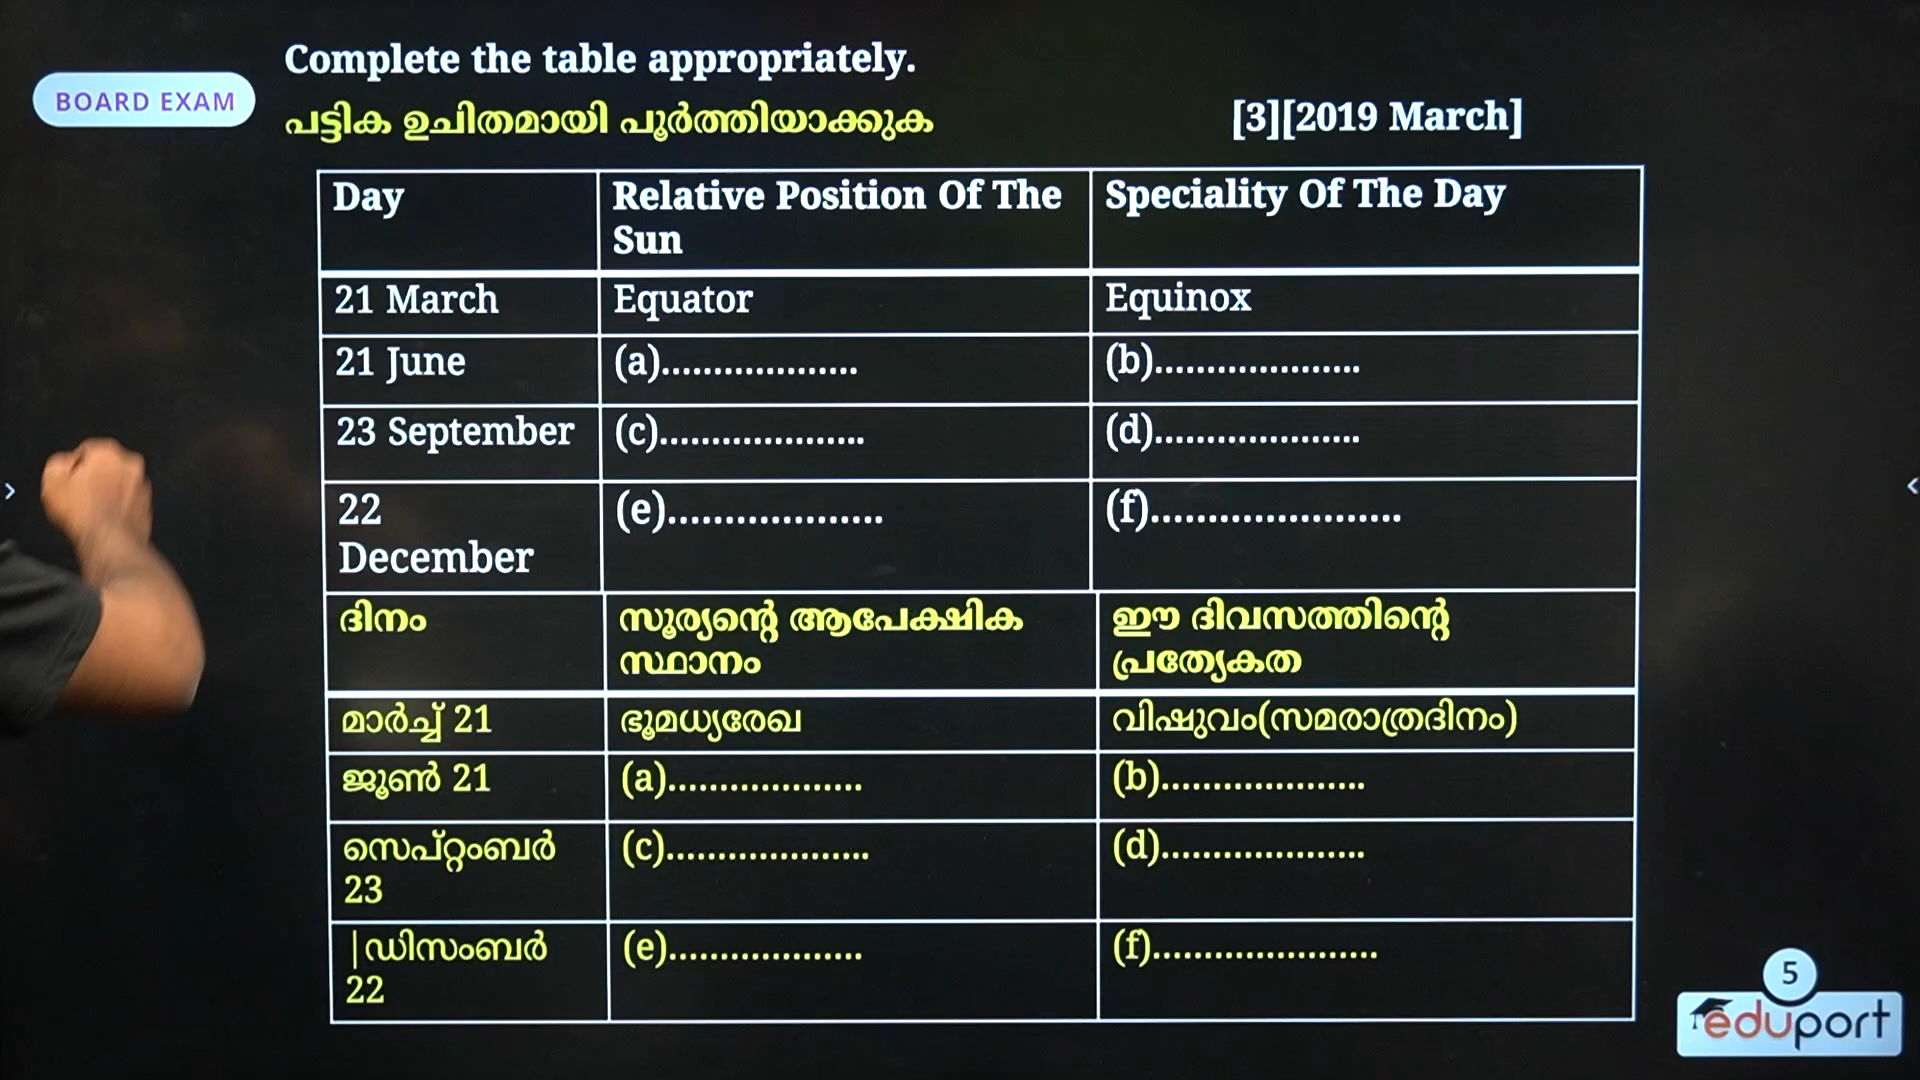 Complete the table appropriately.
BOARD EXAM
പട്ടിക ഉചിതമായി പൂർത്തിയാക്കുക
[3][2019 March]
Day
Relative Position Of The
Sun
Speciality Of The Day
21 March
Equator
Equinox
21 June
(a)...................
(b)....................
23 September
(c)....................
(d)....................
22
December
(e)...................
(f)......................
ദിനം
സൂര്യന്റെ ആപേക്ഷിക
സ്ഥാനം
ഈ ദിവസത്തിന്റെ
പ്രത്യേകത
മാർച്ച് 21
ഭൂമധ്യരേഖ
വിഷുവം(സമരാത്രദിനം)
ജൂൺ 21
(a)...................
(b)....................
സെപ്റ്റംബർ
23
(c)....................
(d)....................
|ഡിസംബർ
22
(e)...................
(f)......................
5
eduport